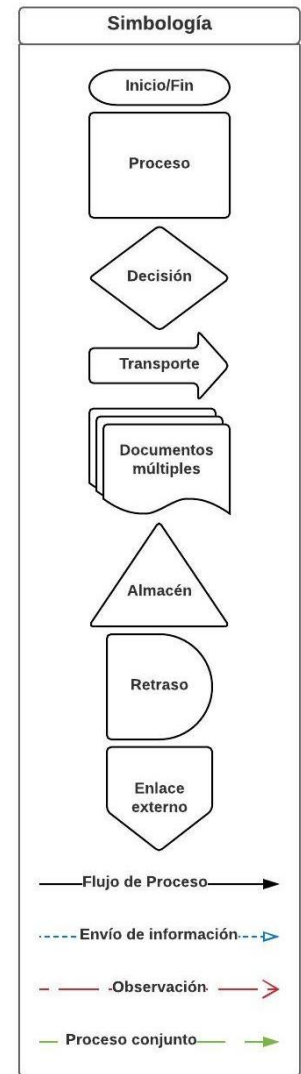 Simbología
Inicio/Fin
Proceso
Decisión
Transporte
Documentos
múltiples
Almacén
Retraso
Enlace
externo
Flujo de Proceso
Envío de información
Observación
Proceso conjunto